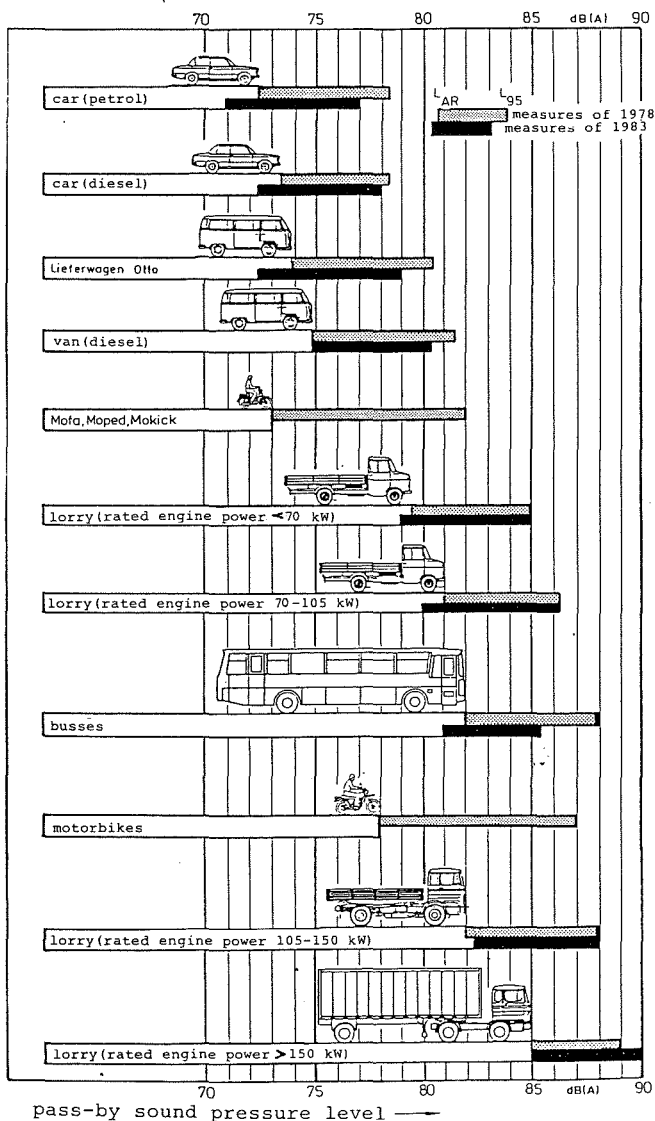 70 75 80 85 dB(A) 90
L_AR L_95
measures of 1978
measures of 1983
car(petrol)
car(diesel)
Lieferwagen Otto
van(diesel)
Mofa, Moped, Mokick
lorry(rated engine power <70 kW)
lorry(rated engine power 70-105 kW)
busses
motorbikes
lorry(rated engine power 105-150 kW)
lorry(rated engine power >150 kW)
70 75 80 85 dB(A) 90
pass-by sound pressure level →